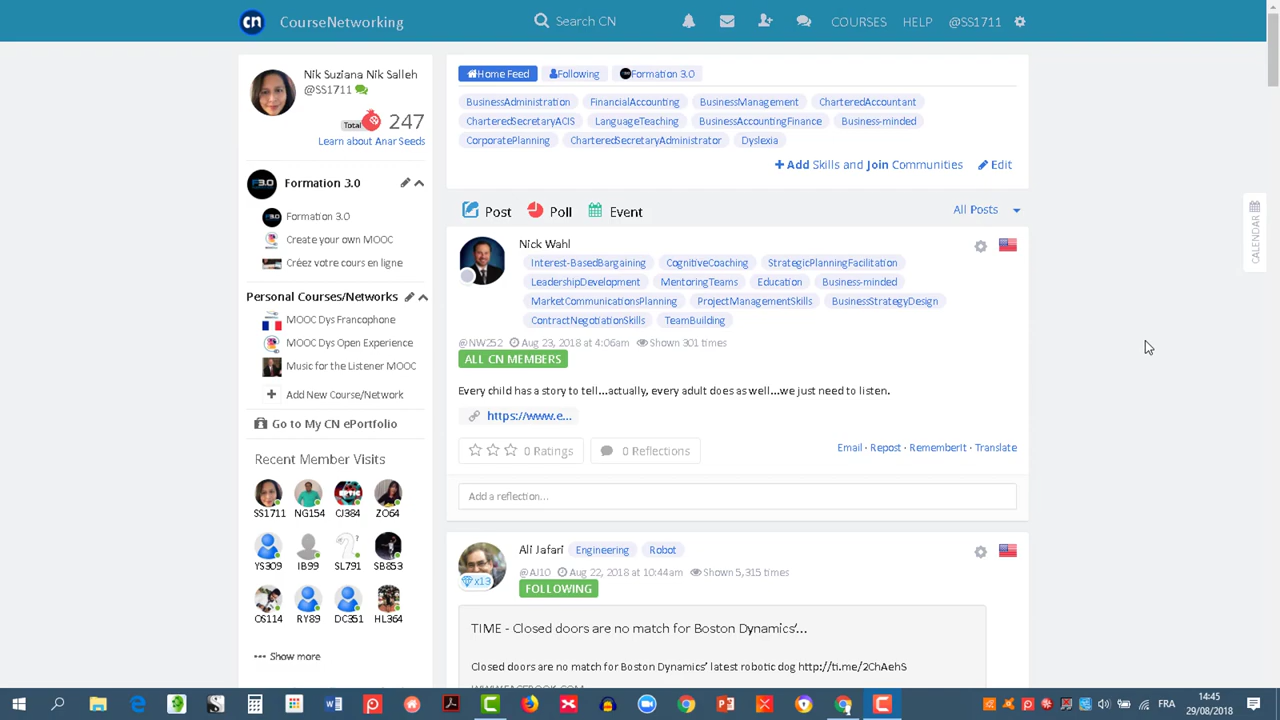 CourseNetworking
Search CN
COURSES
HELP
@SS1711
Nik Suziana Nik Salleh
@SS1711
Total 247
Learn about Anar Seeds
Formation 3.0
Formation 3.0
Create your own MOOC
Créez votre cours en ligne
Personal Courses/Networks
MOOC Dys Francophone
MOOC Dys Open Experience
Music for the Listener MOOC
Add New Course/Network
Go to My CN ePortfolio
Recent Member Visits
SS1711 NG154 CJ384 ZO64
YS309 IB99 SL791 SB853
OS114 RY89 DC351 HL364
Show more
Home Feed Following Formation 3.0
BusinessAdministration FinancialAccounting BusinessManagement CharteredAccountant
CharteredSecretaryACIS LanguageTeaching BusinessAccountingFinance Business-minded
CorporatePlanning CharteredSecretaryAdministrator Dyslexia
Add Skills and Join Communities Edit
Post Poll Event All Posts
Nick Wahl
Interest-BasedBargaining CognitiveCoaching StrategicPlanningFacilitation
LeadershipDevelopment MentoringTeams Education Business-minded
MarketCommunicationsPlanning ProjectManagementSkills BusinessStrategyDesign
ContractNegotiationSkills TeamBuilding
@NW252 Aug 23, 2018 at 4:06am Shown 301 times
ALL CN MEMBERS
Every child has a story to tell...actually, every adult does as well...we just need to listen.
https://www.e...
0 Ratings 0 Reflections Email · Repost · RememberIt · Translate
Add a reflection...
Ali Jafari Engineering Robot
x13
@AJ10 Aug 22, 2018 at 10:44am Shown 5,315 times
FOLLOWING
TIME - Closed doors are no match for Boston Dynamics'...
Closed doors are no match for Boston Dynamics' latest robotic dog http://ti.me/2ChAehS
WWW.FACEBOOK.COM
CALENDAR
FRA
14:45
29/08/2018